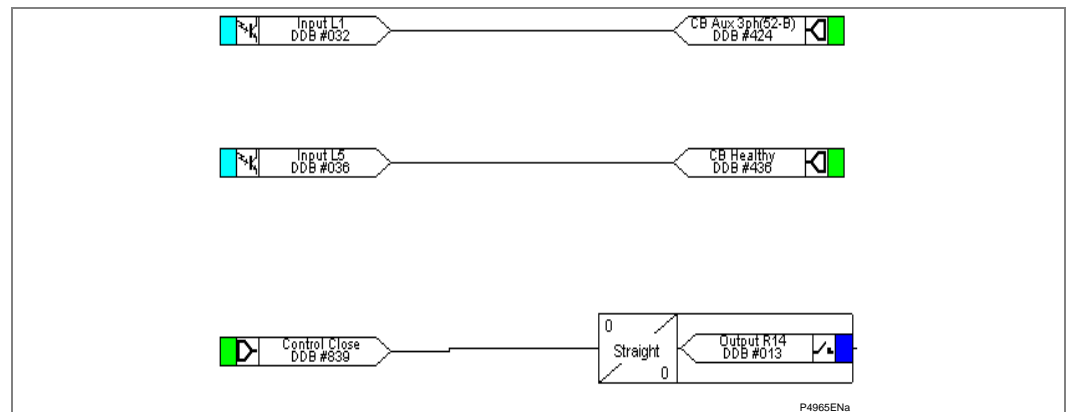 Input L1
DDB #032
CB Aux 3ph(52-B)
DDB #424
Input L5
DDB #036
CB Healthy
DDB #436
Control Close
DDB #839
0
Straight
0
Output R14
DDB #013
P4965ENa